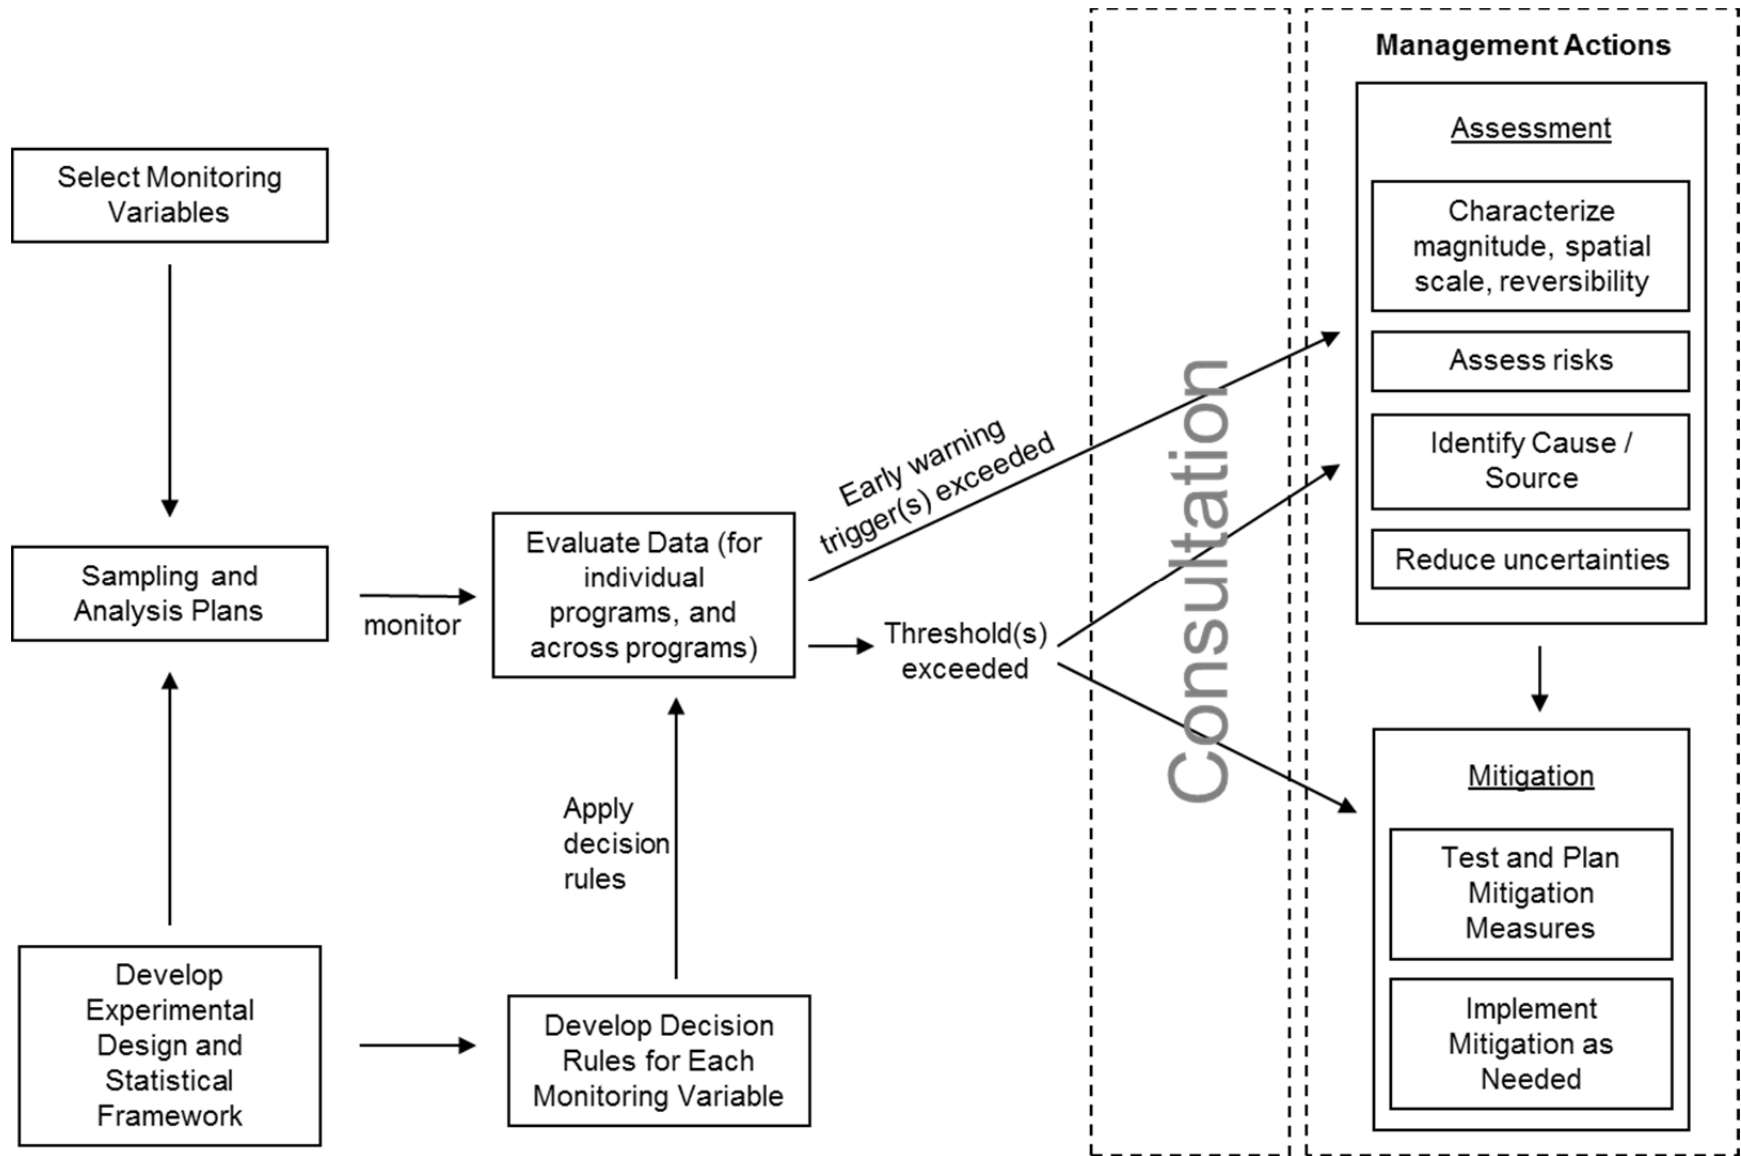 Select Monitoring
Variables
Sampling and
Analysis Plans
monitor
Develop
Experimental
Design and
Statistical
Framework
Evaluate Data (for
individual
programs, and
across programs)
Apply
decision
rules
Develop Decision
Rules for Each
Monitoring Variable
Early warning
trigger(s) exceeded
Threshold(s)
exceeded
Consultation
Management Actions
Assessment
Characterize
magnitude, spatial
scale, reversibility
Assess risks
Identify Cause /
Source
Reduce uncertainties
Mitigation
Test and Plan
Mitigation
Measures
Implement
Mitigation as
Needed